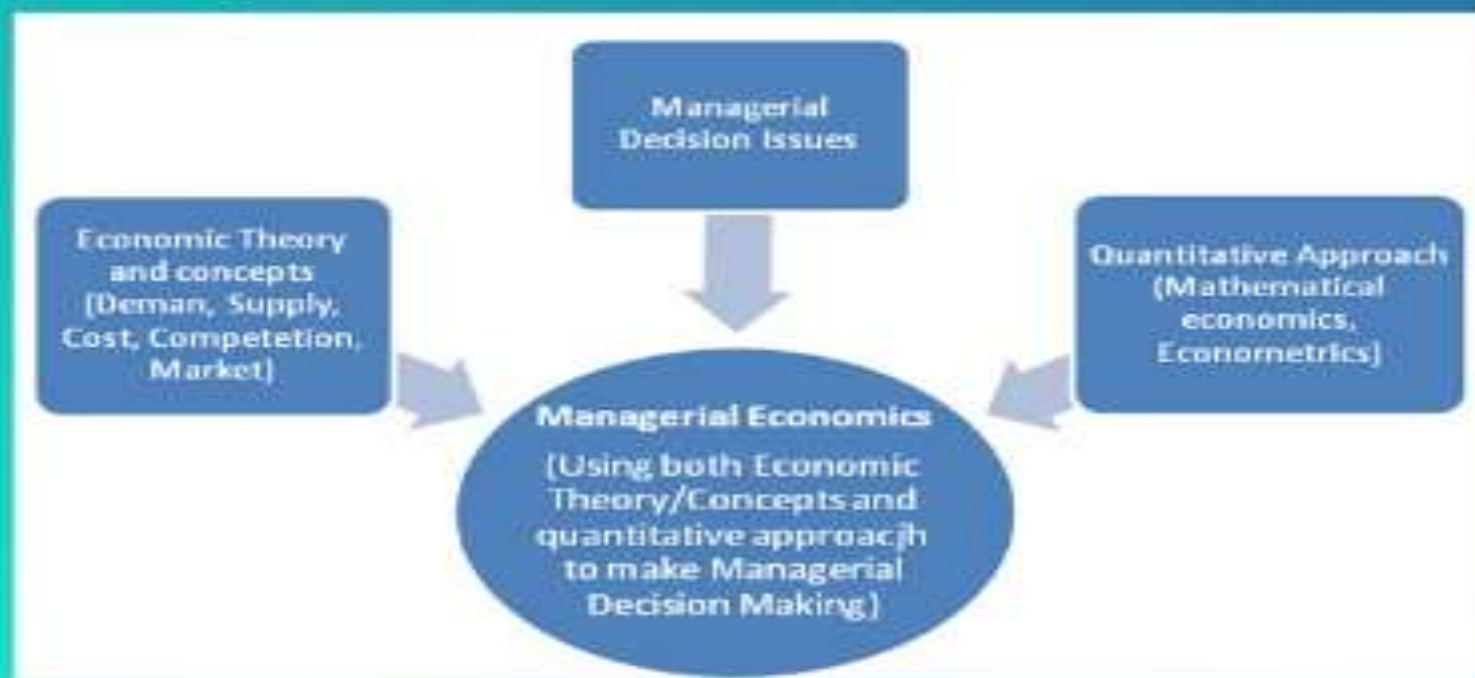 Managerial
Decision Issues
Economic Theory
and concepts
(Deman, Supply,
Cost, Competetion,
Market)
Quantitative Approach
(Mathematical
economics,
Econometrics)
Managerial Economics
(Using both Economic
Theory/Concepts and
quantitative approacjh
to make Managerial
Decision Making)